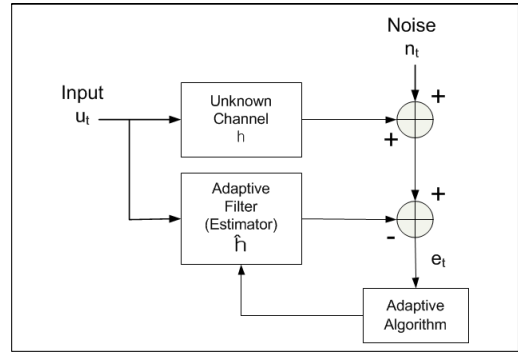 Noise
n_t
Input
u_t
Unknown
Channel
h
+
+
Adaptive
Filter
(Estimator)
ĥ
+
-
e_t
Adaptive
Algorithm